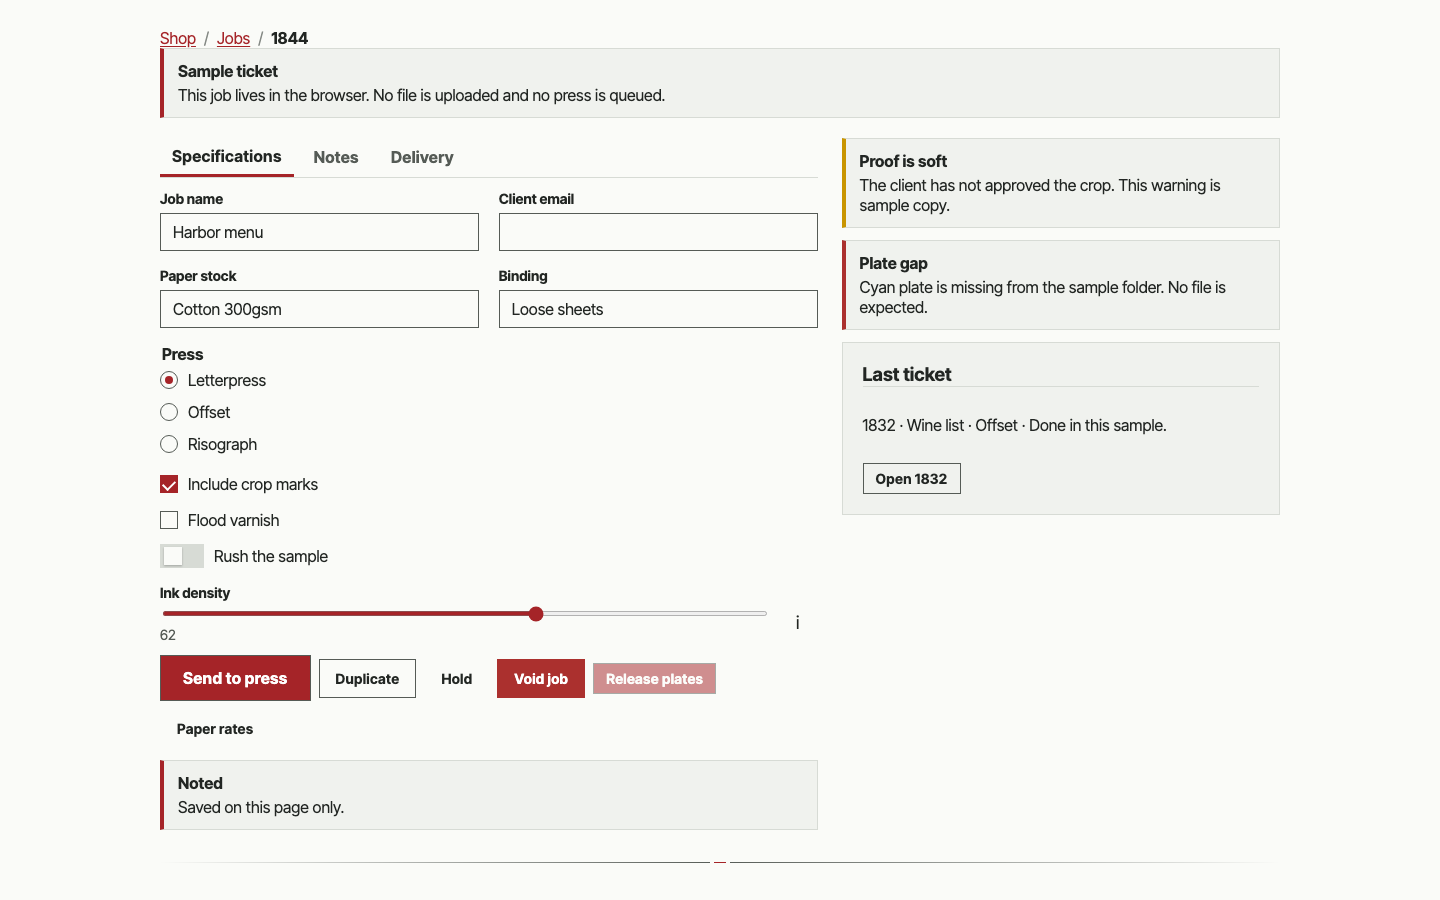 Shop / Jobs / 1844
Sample ticket
This job lives in the browser. No file is uploaded and no press is queued.
Specifications Notes Delivery
Job name
Harbor menu
Client email
Paper stock
Cotton 300gsm
Binding
Loose sheets
Press
Letterpress
Offset
Risograph
Include crop marks
Flood varnish
Rush the sample
Ink density
i
62
Send to press Duplicate Hold Void job Release plates
Paper rates
Noted
Saved on this page only.
Proof is soft
The client has not approved the crop. This warning is
sample copy.
Plate gap
Cyan plate is missing from the sample folder. No file is
expected.
Last ticket
1832 · Wine list · Offset · Done in this sample.
Open 1832